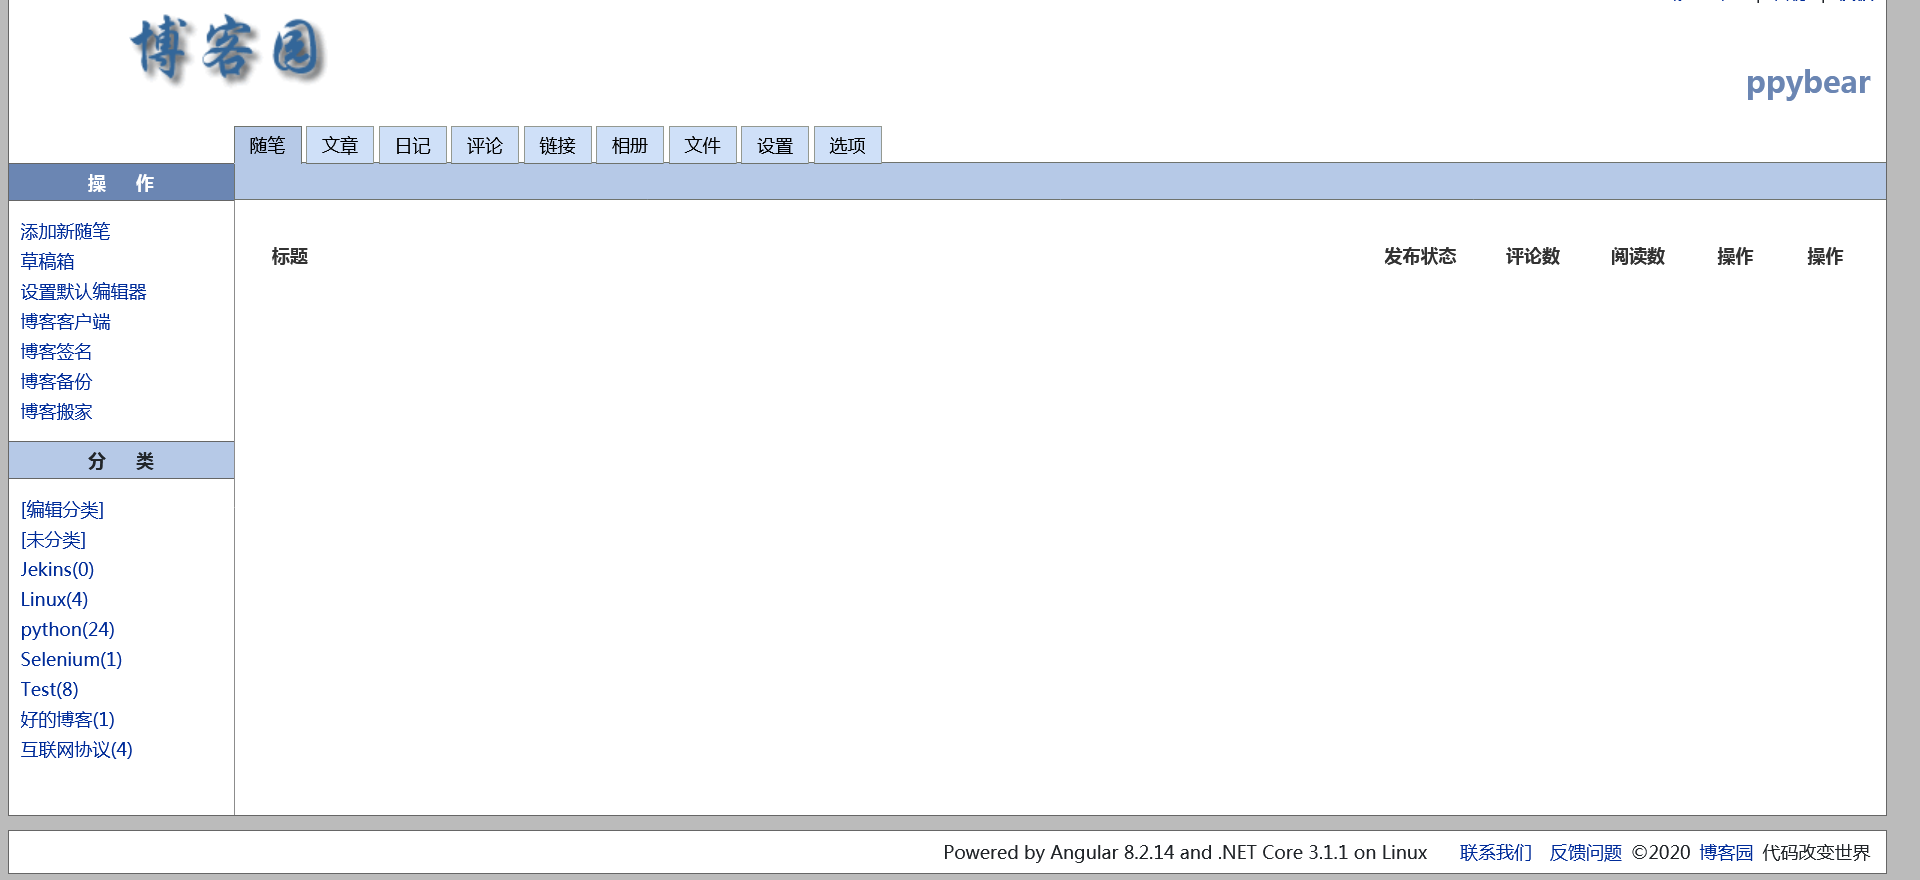 博客园
ppybear
随笔 文章 日记 评论 链接 相册 文件 设置 选项
操 作
添加新随笔
草稿箱
设置默认编辑器
博客客户端
博客签名
博客备份
博客搬家
分 类
[编辑分类]
[未分类]
Jekins(0)
Linux(4)
python(24)
Selenium(1)
Test(8)
好的博客(1)
互联网协议(4)
标题 发布状态 评论数 阅读数 操作 操作
Powered by Angular 8.2.14 and .NET Core 3.1.1 on Linux 联系我们 反馈问题 ©2020 博客园 代码改变世界